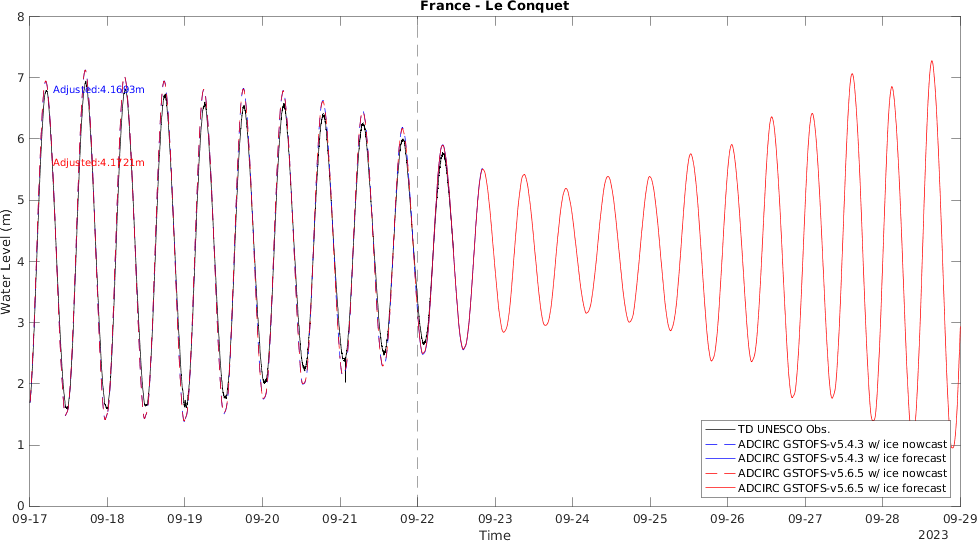 France - Le Conquet
8
7
6
5
4
3
2
1
0
Water Level (m)
Adjusted:4.1693m
Adjusted:4.1721m
TD UNESCO Obs.
ADCIRC GSTOFS-v5.4.3 w/ ice nowcast
ADCIRC GSTOFS-v5.4.3 w/ ice forecast
ADCIRC GSTOFS-v5.6.5 w/ ice nowcast
ADCIRC GSTOFS-v5.6.5 w/ ice forecast
09-17 09-18 09-19 09-20 09-21 09-22 09-23 09-24 09-25 09-26 09-27 09-28 09-29
Time
2023